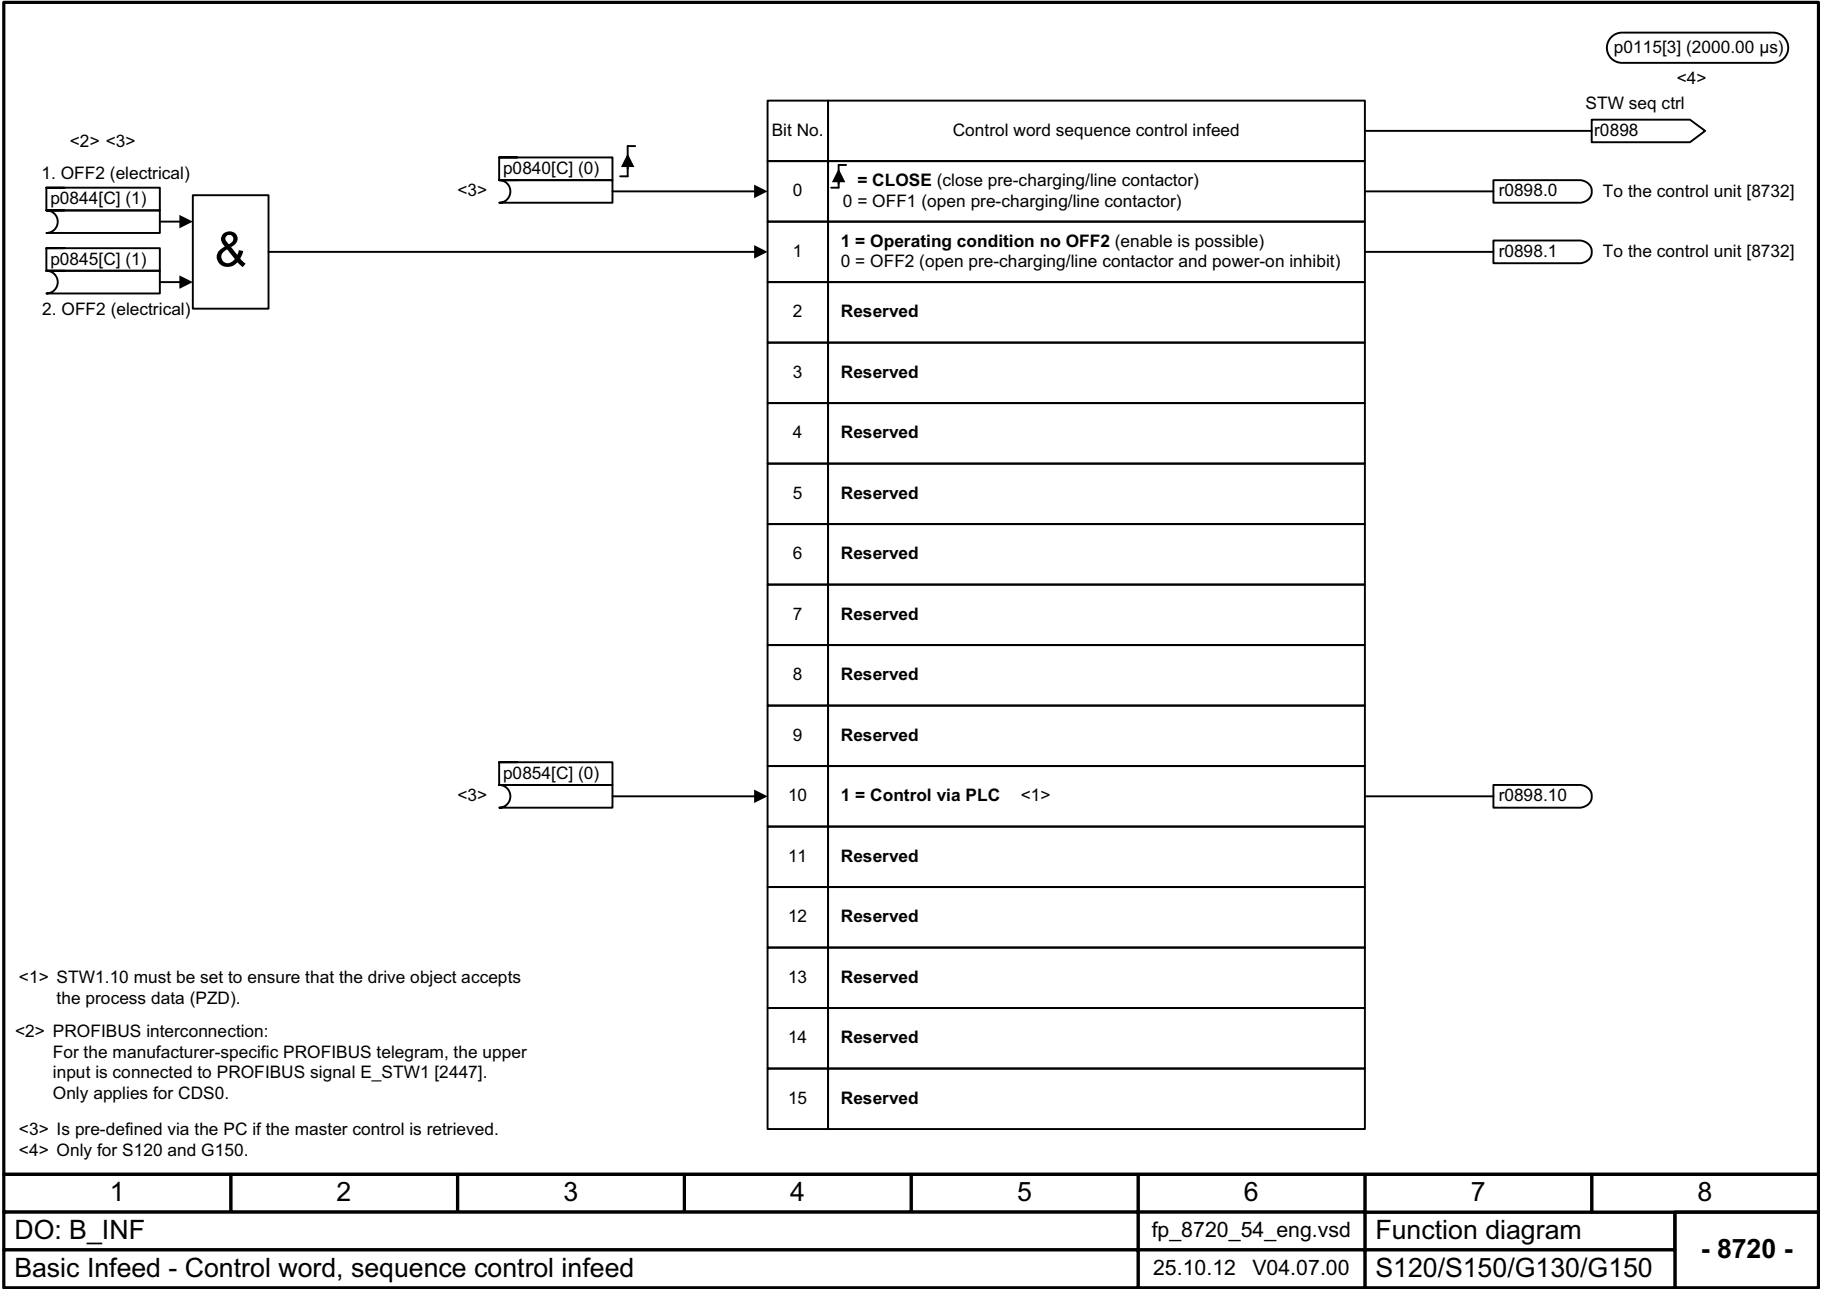 p0115[3] (2000.00 µs)
<4>
STW seq ctrl
Bit No.
Control word sequence control infeed
r0898
<2> <3>
1. OFF2 (electrical)
p0844[C] (1)
&
p0845[C] (1)
2. OFF2 (electrical)
<3>
p0840[C] (0)
0
= CLOSE (close pre-charging/line contactor)
0 = OFF1 (open pre-charging/line contactor)
r0898.0
To the control unit [8732]
1
1 = Operating condition no OFF2 (enable is possible)
0 = OFF2 (open pre-charging/line contactor and power-on inhibit)
r0898.1
To the control unit [8732]
2 Reserved
3 Reserved
4 Reserved
5 Reserved
6 Reserved
7 Reserved
8 Reserved
9 Reserved
<3>
p0854[C] (0)
10 1 = Control via PLC <1>
r0898.10
11 Reserved
12 Reserved
13 Reserved
14 Reserved
15 Reserved
<1> STW1.10 must be set to ensure that the drive object accepts
the process data (PZD).
<2> PROFIBUS interconnection:
For the manufacturer-specific PROFIBUS telegram, the upper
input is connected to PROFIBUS signal E_STW1 [2447].
Only applies for CDS0.
<3> Is pre-defined via the PC if the master control is retrieved.
<4> Only for S120 and G150.
1 2 3 4 5 6 7 8
DO: B_INF
fp_8720_54_eng.vsd
Function diagram
- 8720 -
Basic Infeed - Control word, sequence control infeed
25.10.12 V04.07.00
S120/S150/G130/G150